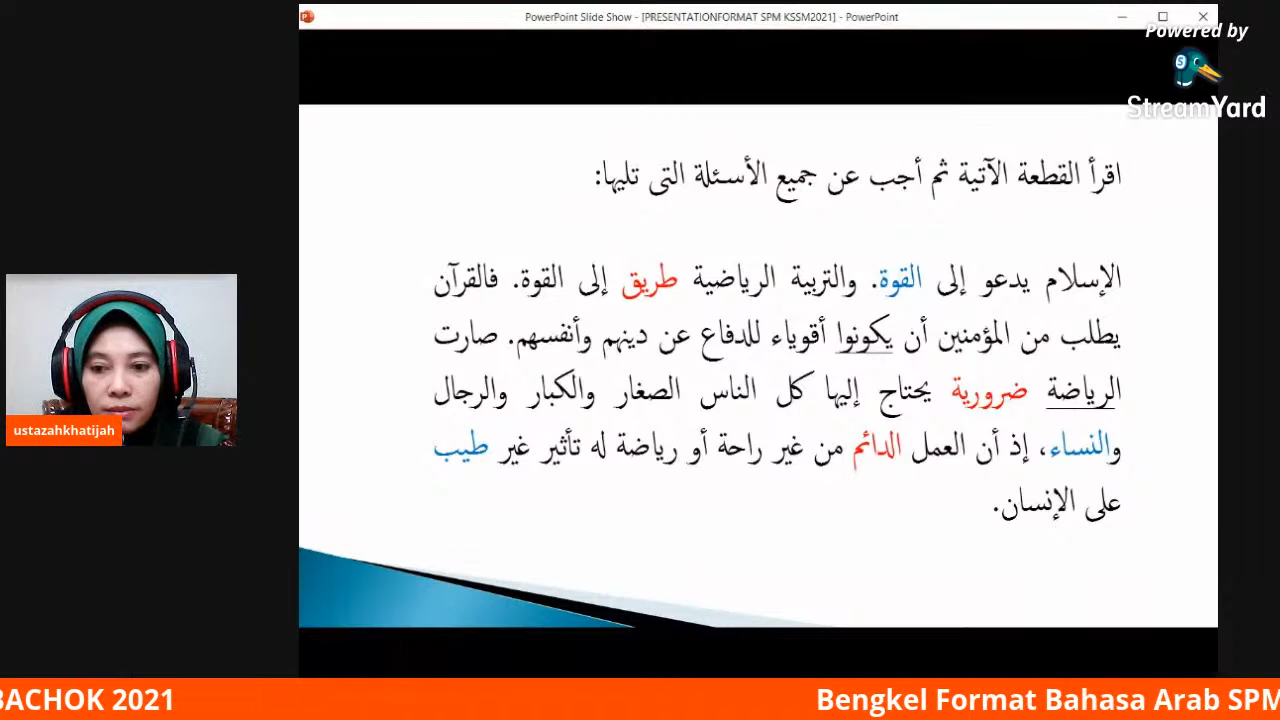 PowerPoint Slide Show - [PRESENTATIONFORMAT SPM KSSM2021] - PowerPoint
Powered by
S
StreamYard
اقرأ القطعة الآتية ثم أجب عن جميع الأسئلة التى تليها:
الإسلام يدعو إلى القوة. والتربية الرياضية طريق إلى القوة. فالقرآن
يطلب من المؤمنين أن يكونوا أقوياء للدفاع عن دينهم وأنفسهم. صارت
الرياضة ضرورية يحتاج إليها كل الناس الصغار والكبار والرجال
والنساء، إذ أن العمل الدائم من غير راحة أو رياضة له تأثير غير طيب
على الإنسان.
ustazahkhatijah
BACHOK 2021
Bengkel Format Bahasa Arab SPM